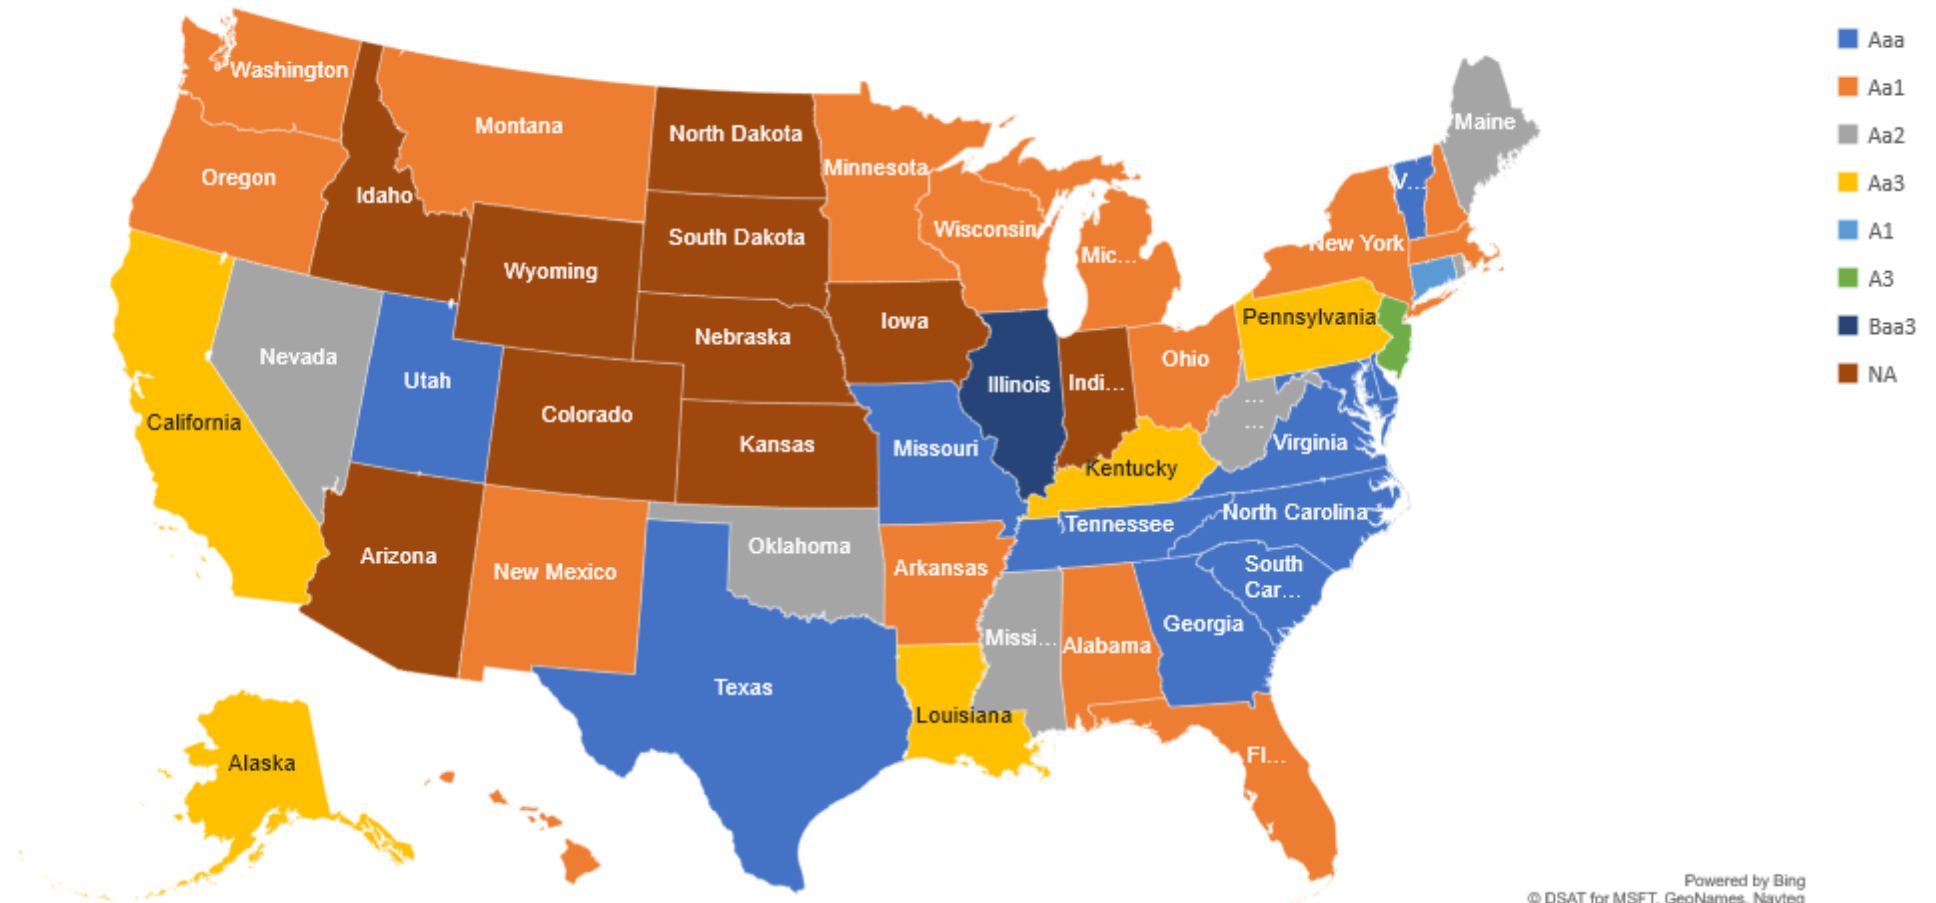 Washington
Montana
North Dakota
Minnesota
Oregon
Idaho
Wyoming
South Dakota
Wisconsin
Mic...
New York
V...
Maine
Nebraska
Iowa
Nevada
Utah
Colorado
Kansas
Illinois
Indi...
Ohio
Pennsylvania
California
Missouri
Kentucky
...
...
Virginia
Arizona
New Mexico
Oklahoma
Arkansas
Tennessee
North Carolina
South
Car...
Texas
Louisiana
Missi...
Alabama
Georgia
Fl...
Alaska
Aaa
Aa1
Aa2
Aa3
A1
A3
Baa3
NA
Powered by Bing
© DSAT for MSFT, GeoNames, Navteq